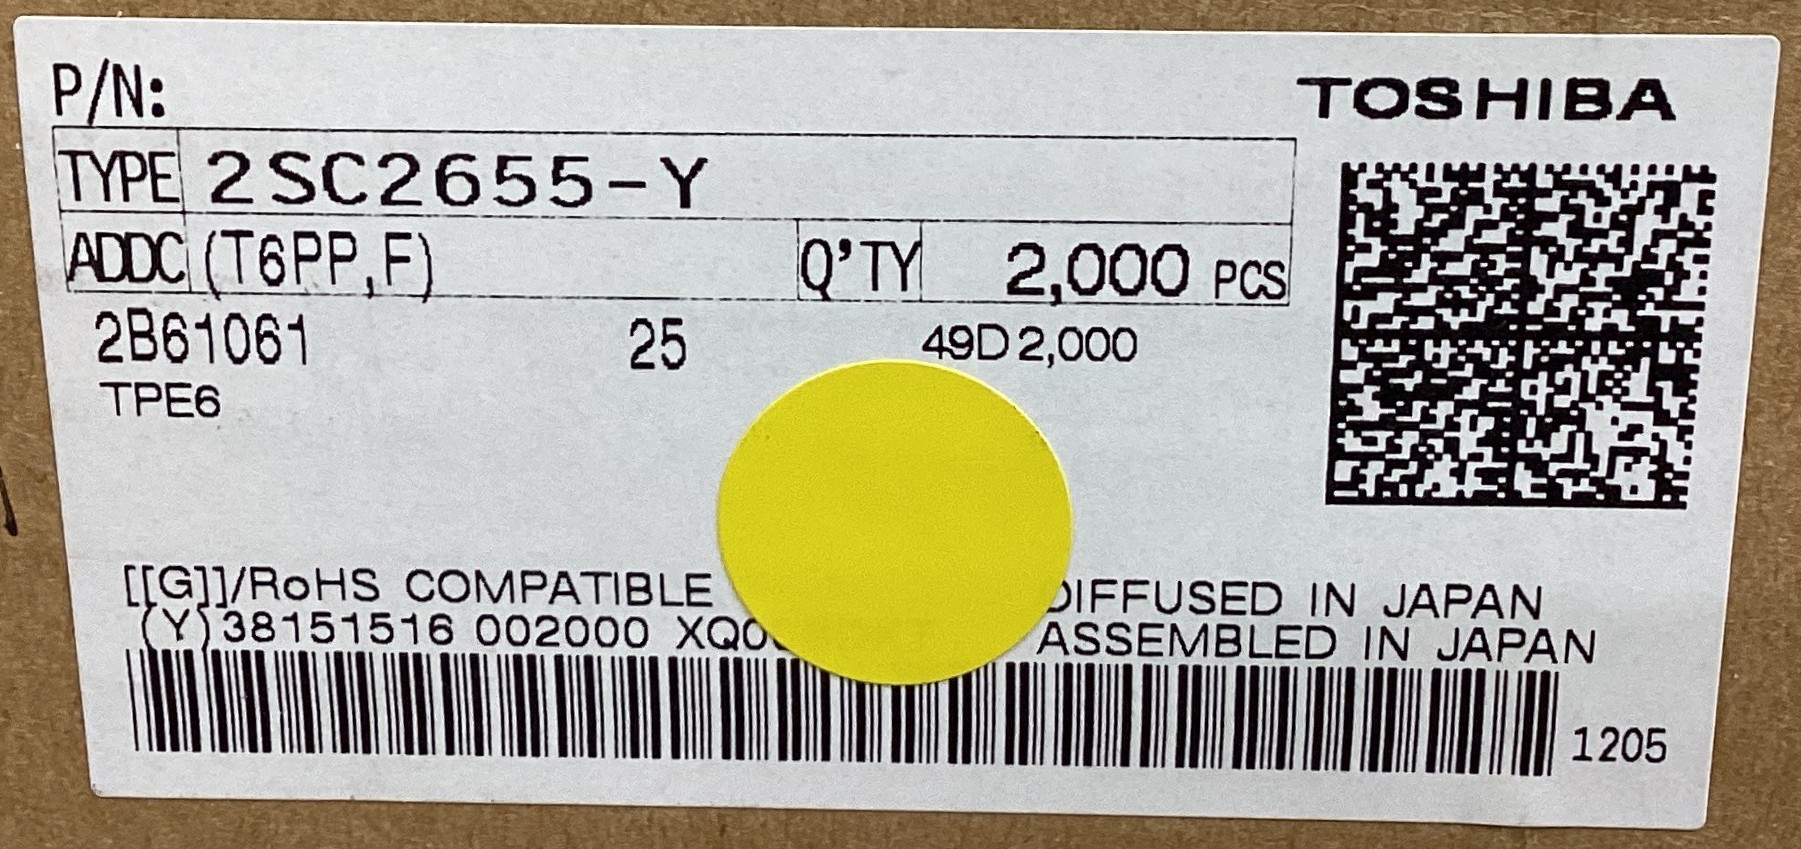 P/N:
TOSHIBA
TYPE 2SC2655-Y
ADDC (T6PP,F) Q'TY 2,000 PCS
2B61061 25 49D 2,000
TPE6
[[G]]/RoHS COMPATIBLE DIFFUSED IN JAPAN
(Y)38151516 002000 ASSEMBLED IN JAPAN
1205